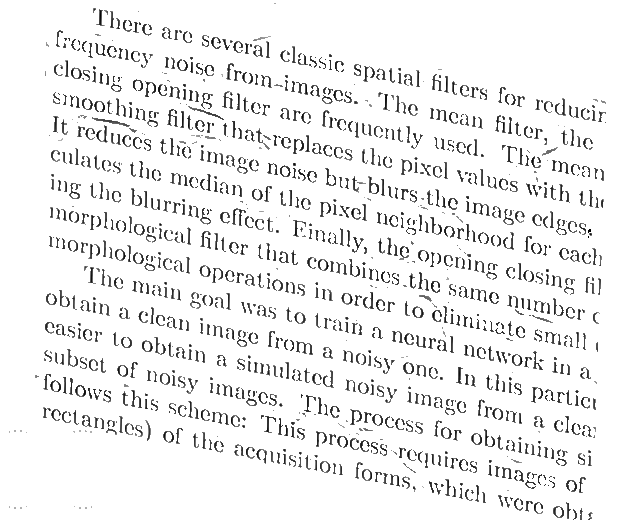 There are several classic spatial filters for reducin
frequency noise from images. The mean filter, the
closing opening filter are frequently used. The mean
smoothing filter that replaces the pixel values with the
It reduces the image noise but blurs the image edges.
culates the median of the pixel neighborhood for each
ing the blurring effect. Finally, the opening closing fil
morphological filter that combines the same number o
morphological operations in order to eliminate small
The main goal was to train a neural network in a
obtain a clean image from a noisy one. In this particu
easier to obtain a simulated noisy image from a clea
subset of noisy images. The process for obtaining si
follows this scheme: This process requires images of
rectangles) of the acquisition forms, which were obta